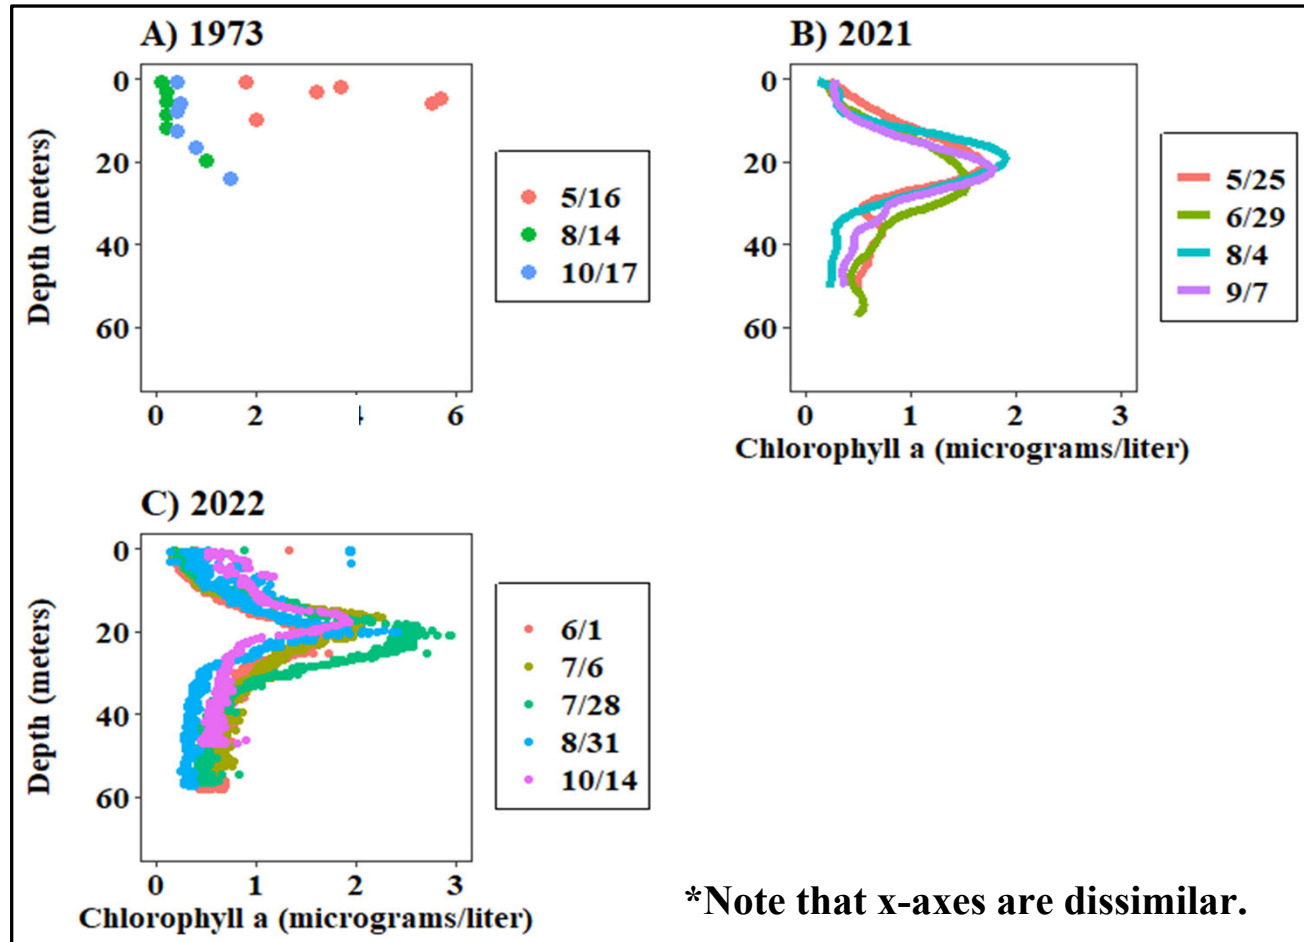 A) 1973
0
20
40
60
Depth (meters)
0 2 6
5/16
8/14
10/17
B) 2021
0
20
40
60
0 1 2 3
Chlorophyll a (micrograms/liter)
5/25
6/29
8/4
9/7
C) 2022
0
20
40
60
Depth (meters)
0 1 2 3
Chlorophyll a (micrograms/liter)
6/1
7/6
7/28
8/31
10/14
*Note that x-axes are dissimilar.